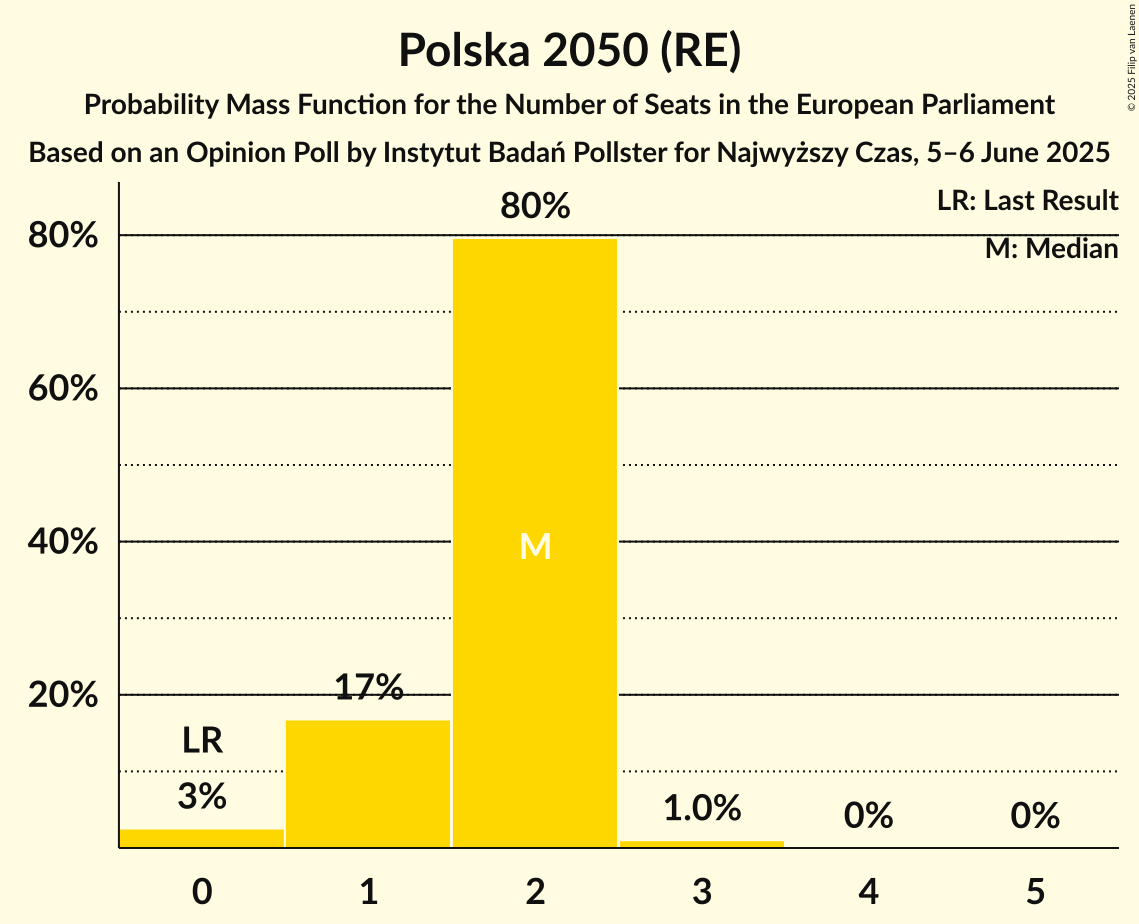 Polska 2050 (RE)
Probability Mass Function for the Number of Seats in the European Parliament
Based on an Opinion Poll by Instytut Badań Pollster for Najwyższy Czas, 5–6 June 2025
© 2025 Filip van Laenen
LR: Last Result
M: Median
80%
80%
60%
40%
M
20%
17%
LR
3%
1.0%
0%
0%
0 1 2 3 4 5